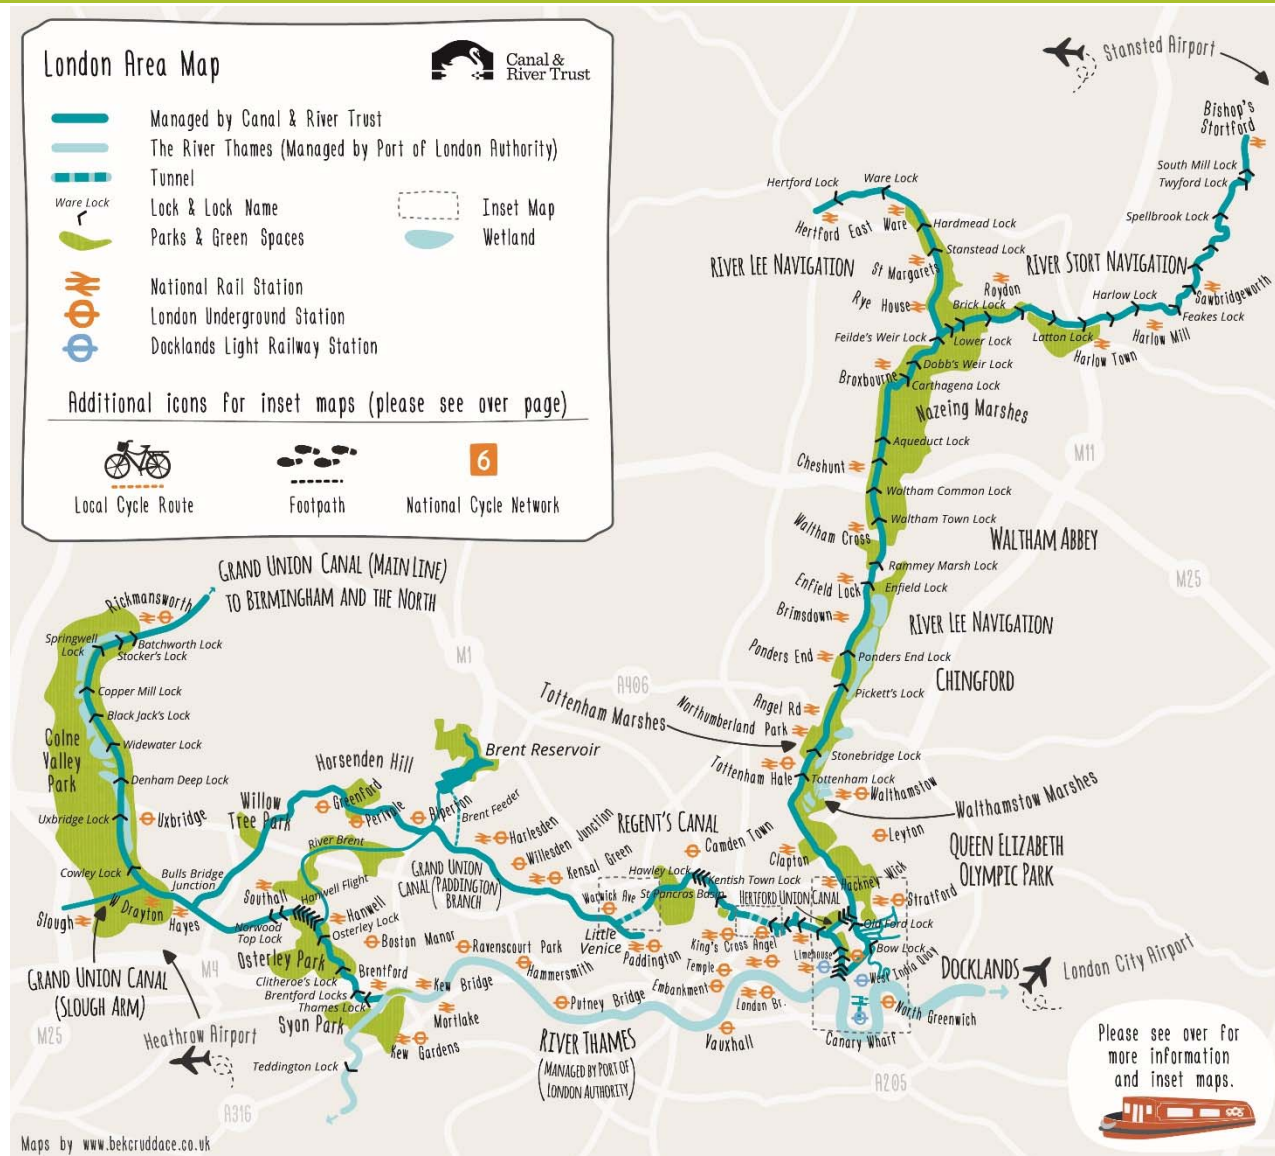 London Area Map
Canal &
River Trust
Managed by Canal & River Trust
The River Thames (Managed by Port of London Authority)
Tunnel
Ware Lock
Lock & Lock Name
Inset Map
Parks & Green Spaces
Wetland
National Rail Station
London Underground Station
Docklands Light Railway Station
Additional icons for inset maps (please see over page)
6
Local Cycle Route
Footpath
National Cycle Network
Stansted Airport
Bishop's
Stortford
South Mill Lock
Twyford Lock
Spellbrook Lock
Hertford Lock
Ware Lock
Hertford East
Ware
Hardmead Lock
Stanstead Lock
RIVER LEE NAVIGATION
St Margarets
RIVER STORT NAVIGATION
Roydon
Sawbridgeworth
Rye House
Brick Lock
Harlow Lock
Feakes Lock
Feilde's Weir Lock
Lower Lock
Latton Lock
Harlow Mill
Harlow Town
Dobb's Weir Lock
Broxbourne
Carthagena Lock
Nazeing Marshes
Aqueduct Lock
M11
Cheshunt
Waltham Common Lock
Waltham Town Lock
Waltham Cross
WALTHAM ABBEY
Rammey Marsh Lock
M25
Enfield Lock
Enfield Lock
Brimsdown
RIVER LEE NAVIGATION
Ponders End
Ponders End Lock
CHINGFORD
Pickett's Lock
A406
Tottenham Marshes
Angel Rd
Northumberland Park
Stonebridge Lock
Tottenham Hale
Tottenham Lock
Walthamstow
Walthamstow Marshes
Leyton
QUEEN ELIZABETH
OLYMPIC PARK
Clapton
Hackney Wick
Stratford
GRAND UNION CANAL (MAIN LINE)
TO BIRMINGHAM AND THE NORTH
Rickmansworth
Springwell
Lock
Batchworth Lock
Stocker's Lock
M1
Copper Mill Lock
Black Jack's Lock
Colne
Valley
Park
Widewater Lock
Denham Deep Lock
Uxbridge Lock
Uxbridge
Cowley Lock
Horsenden Hill
Brent Reservoir
Willow
Tree Park
Greenford
Perivale
Alperton
Brent Feeder
River Brent
Harlesden
Willesden Junction
Kensal Green
REGENT'S CANAL
Camden Town
GRAND UNION
CANAL (PADDINGTON)
BRANCH
Bulls Bridge
Junction
Hawley Lock
Kentish Town Lock
Warwick Ave
St Pancras Basin
HERTFORD UNION CANAL
Old Ford Lock
Bow Lock
Slough
W Drayton
Hayes
Southall
Hanwell Flight
Hanwell
Norwood
Top Lock
Osterley Lock
Boston Manor
Ravenscourt Park
Hammersmith
Little
Venice
Paddington
King's Cross
Angel
Limehouse
West India Quay
DOCKLANDS
London City Airport
GRAND UNION CANAL
(SLOUGH ARM)
M4
Osterley Park
Clitheroe's Lock
Brentford
Brentford Locks
Thames Lock
Kew Bridge
Syon Park
Mortlake
Kew Gardens
Putney Bridge
Temple
Embankment
London Br.
Vauxhall
North Greenwich
Canary Wharf
M25
Heathrow Airport
Teddington Lock
A316
RIVER THAMES
(MANAGED BY PORT OF
LONDON AUTHORITY)
A205
Please see over for
more information
and inset maps.
Maps by www.bekcruddace.co.uk